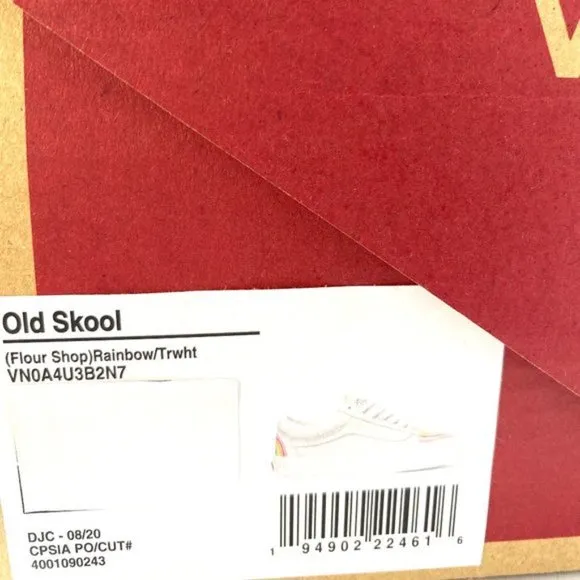 Old Skool
(Flour Shop)Rainbow/Trwht
VN0A4U3B2N7
DJC - 08/20
CPSIA PO/CUT#
4001090243
1 94902 22461 6